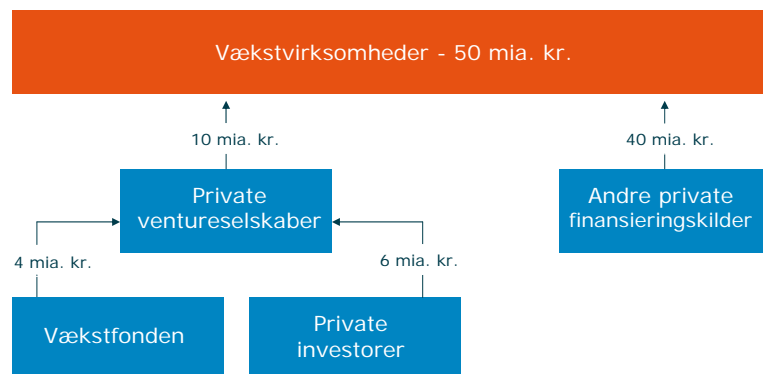 Vækstvirksomheder - 50 mia. kr.
10 mia. kr.
40 mia. kr.
Private
ventureselskaber
Andre private
finansieringskilder
4 mia. kr.
6 mia. kr.
Vækstfonden
Private
investorer